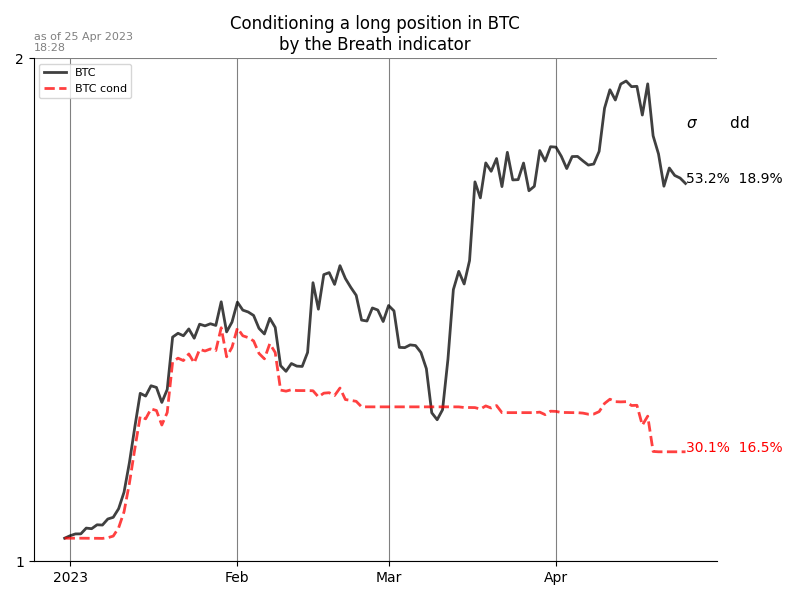 Conditioning a long position in BTC
by the Breath indicator
as of 25 Apr 2023
18:28
2
BTC
BTC cond
σ dd
53.2% 18.9%
30.1% 16.5%
1
2023 Feb Mar Apr